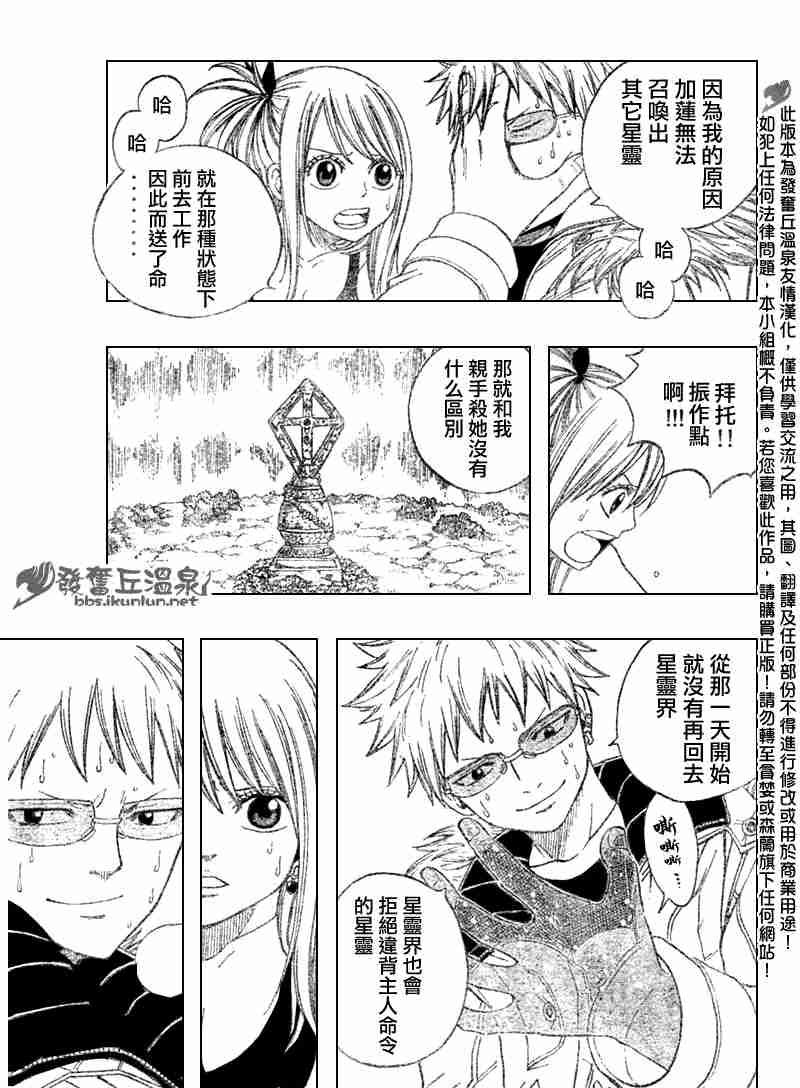 因為我的原因
加蓮無法
召喚出
其它星靈
哈
哈
哈
哈
就在那種狀態下
前去工作
因此而送了命
‥‥‥‥
拜托!!
振作點
啊!!!
那就和我
親手殺她沒有
什么區別
從那一天開始
就沒有再回去
星靈界
嘶
嘶嘶…
星靈界也會
拒絕違背主人命令
的星靈
發奮丘溫泉
bbs.ikunlun.net
此版本為發奮丘溫泉友情漢化，僅供學習交流之用，其圖、翻譯及任何部份不得進行修改或用於商業用途！
如犯上任何法律問題，本小組概不負責。若您喜歡此作品，請購買正版！請勿轉至貪婪或森蘭旗下任何網站！